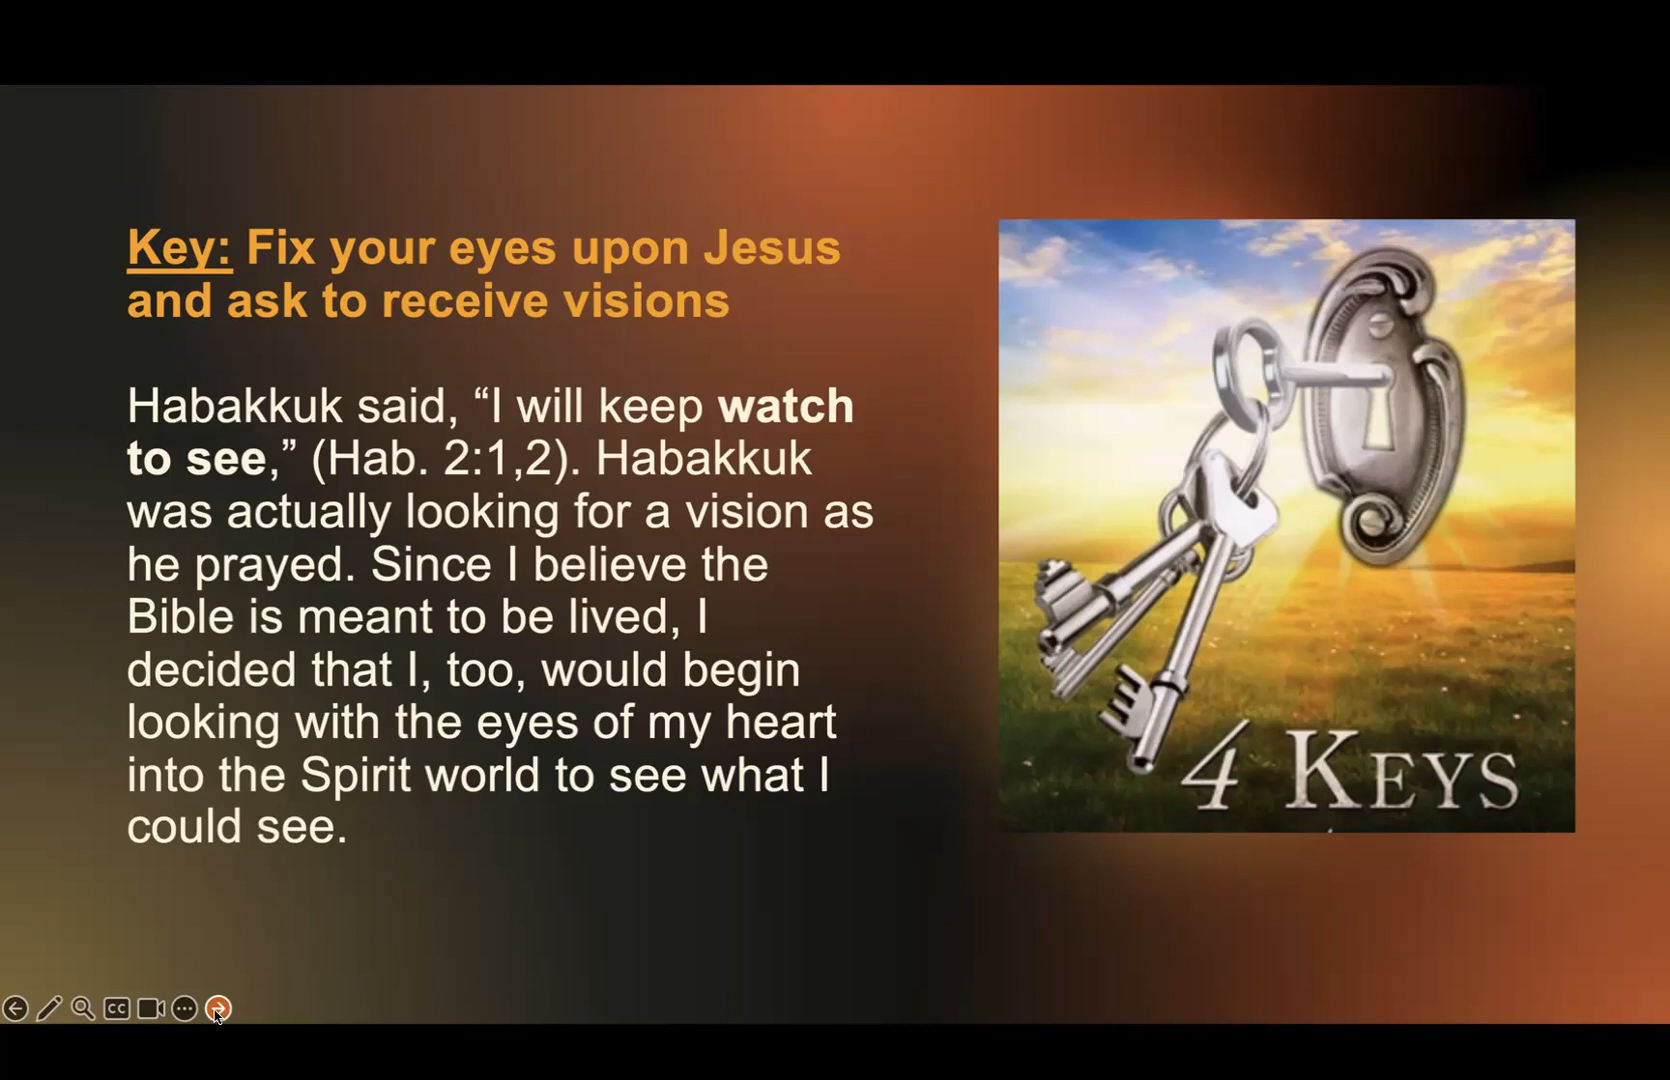 Key: Fix your eyes upon Jesus
and ask to receive visions
Habakkuk said, “I will keep watch
to see,” (Hab. 2:1,2). Habakkuk
was actually looking for a vision as
he prayed. Since I believe the
Bible is meant to be lived, I
decided that I, too, would begin
looking with the eyes of my heart
into the Spirit world to see what I
could see.
4 KEYS
CC